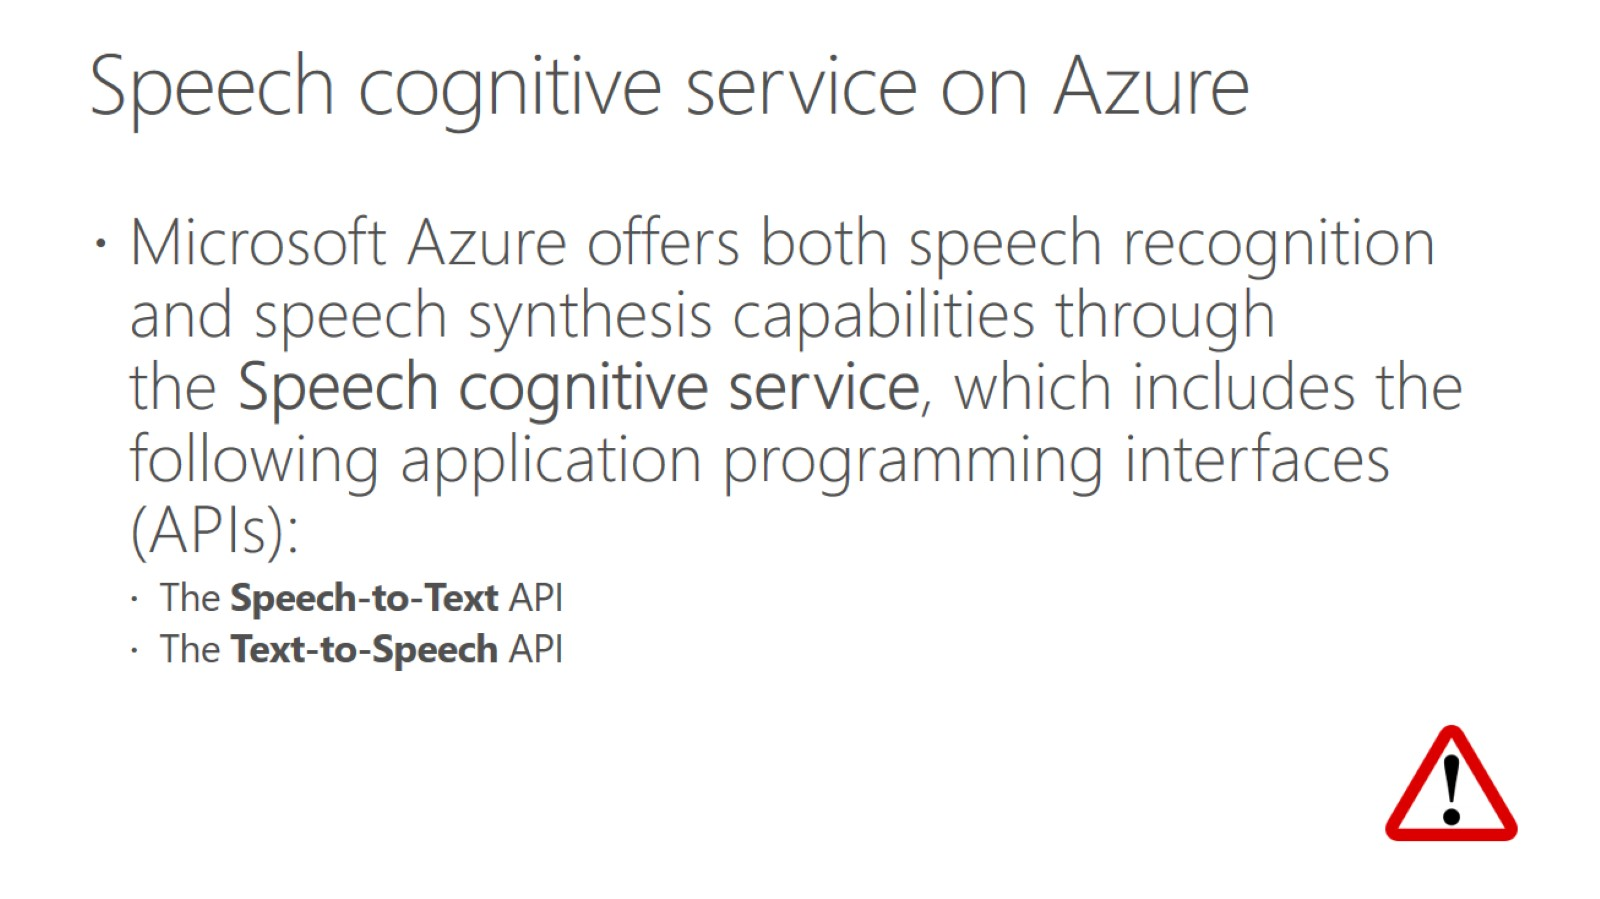 Speech cognitive service on Azure
· Microsoft Azure offers both speech recognition
and speech synthesis capabilities through
the Speech cognitive service, which includes the
following application programming interfaces
(APIs):
· The Speech-to-Text API
· The Text-to-Speech API
!